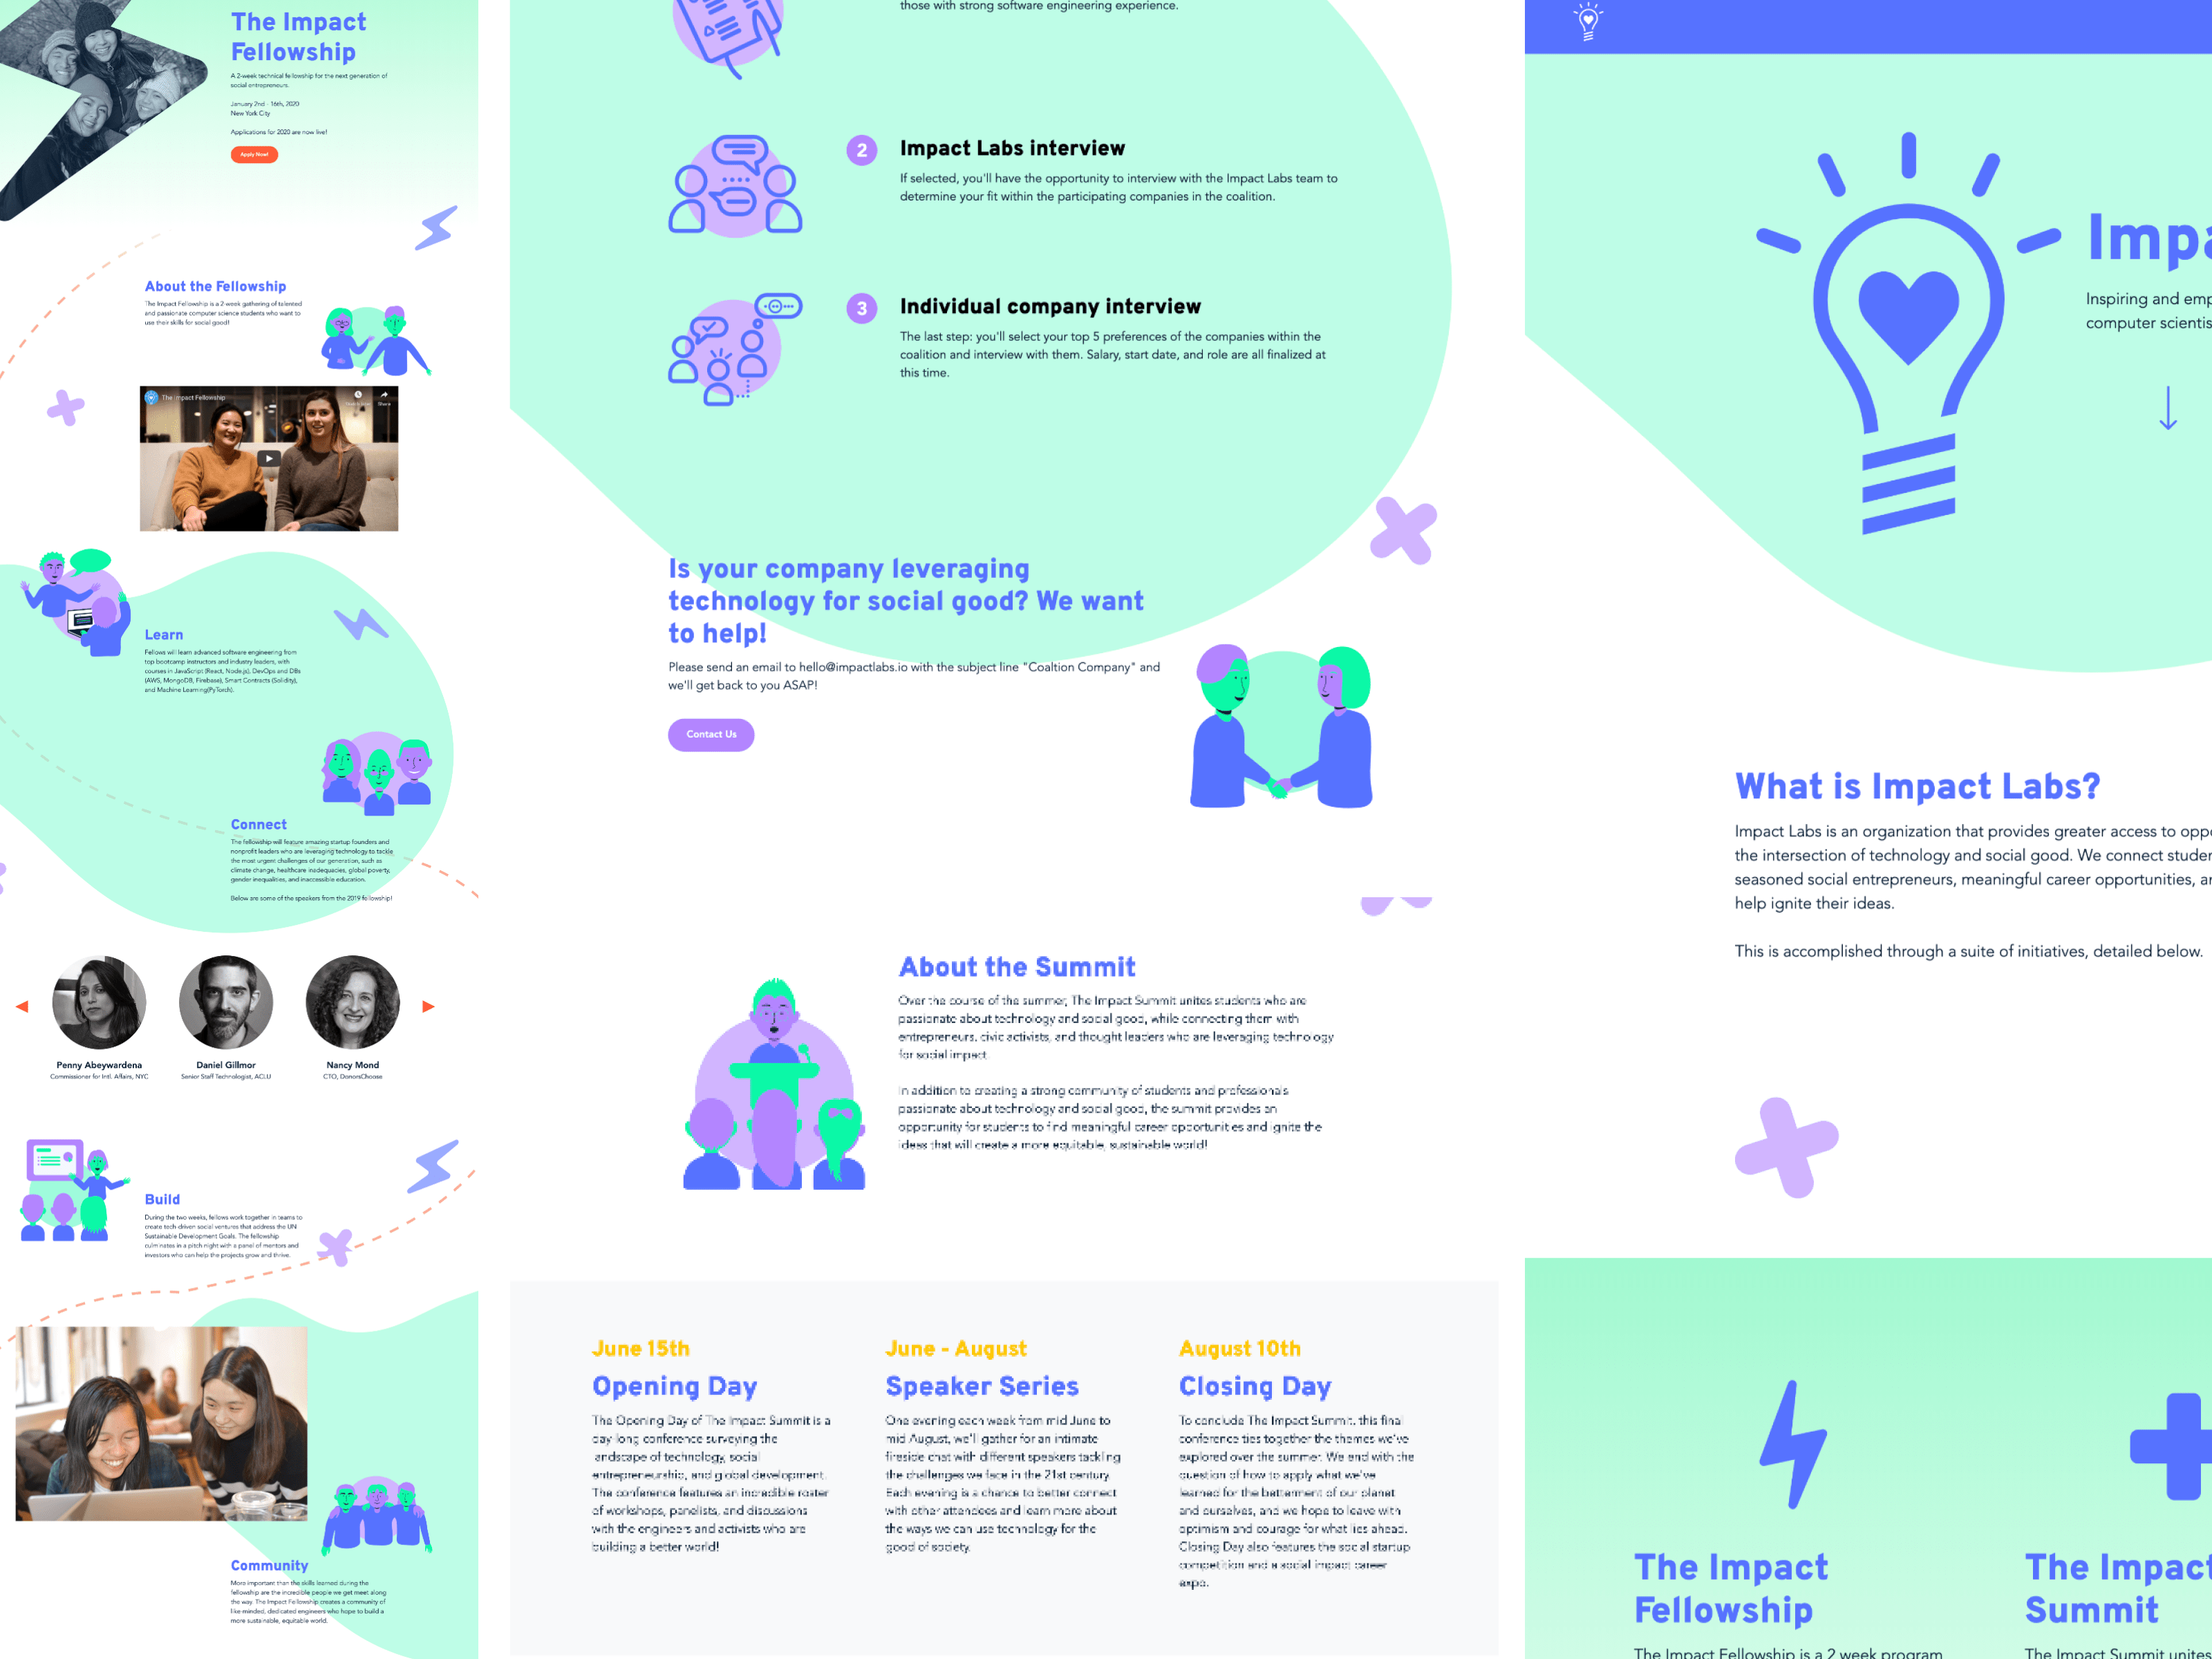 The Impact
Fellowship
A 2-week technical fellowship for the next generation of
social entrepreneurs.
January 2nd - 16th, 2020
New York City
Applications for 2020 are now live!
Apply Now!
About the Fellowship
The Impact Fellowship is a 2-week gathering of talented
and passionate computer science students who want to
use their skills for social good!
The Impact Fellowship
Share
Learn
Fellows will learn advanced software engineering from
top bootcamp instructors and industry leaders, with
courses in JavaScript (React, Node.js), DevOps and DBs
(AWS, MongoDB, Firebase), Smart Contracts (Solidity),
and Machine Learning(PyTorch).
Connect
The fellowship will feature amazing startup founders and
nonprofit leaders who are leveraging technology to tackle
the most urgent challenges of our generation, such as
climate change, healthcare inadequacies, global poverty,
gender inequalities, and inaccessible education.
Below are some of the speakers from the 2019 fellowship!
Penny Abeywardena
Commissioner for Intl. Affairs, NYC
Daniel Gillmor
Senior Staff Technologist, ACLU
Nancy Mond
CTO, DonorsChoose
Build
During the two weeks, fellows work together in teams to
create tech driven social ventures that address the UN
Sustainable Development Goals. The fellowship
culminates in a pitch night with a panel of mentors and
investors who can help the projects grow and thrive.
Community
More important than the skills learned during the
fellowship are the incredible people we get meet along
the way. The Impact Fellowship creates a community of
like-minded, dedicated engineers who hope to build a
more sustainable, equitable world.
those with strong software engineering experience.
2
Impact Labs interview
If selected, you'll have the opportunity to interview with the Impact Labs team to
determine your fit within the participating companies in the coalition.
3
Individual company interview
The last step: you'll select your top 5 preferences of the companies within the
coalition and interview with them. Salary, start date, and role are all finalized at
this time.
Is your company leveraging
technology for social good? We want
to help!
Please send an email to hello@impactlabs.io with the subject line "Coaltion Company" and
we'll get back to you ASAP!
Contact Us
About the Summit
Over the course of the summer, The Impact Summit unites students who are
passionate about technology and social good, while connecting them with
entrepreneurs, civic activists, and thought leaders who are leveraging technology
for social impact.
In addition to creating a strong community of students and professionals
passionate about technology and social good, the summit provides an
opportunity for students to find meaningful career opportunities and ignite the
ideas that will create a more equitable, sustainable world!
June 15th
Opening Day
The Opening Day of The Impact Summit is a
day-long conference surveying the
landscape of technology, social
entrepreneurship, and global development.
The conference features an incredible roster
of workshops, panelists, and discussions
with the engineers and activists who are
building a better world!
June - August
Speaker Series
One evening each week from mid June to
mid August, we'll gather for an intimate
fireside chat with different speakers tackling
the challenges we face in the 21st century.
Each evening is a chance to better connect
with other attendees and learn more about
the ways we can use technology for the
good of society.
August 10th
Closing Day
To conclude The Impact Summit, this final
conference ties together the themes we've
explored over the summer. We end with the
question of how to apply what we've
learned for the betterment of our planet
and ourselves, and we hope to leave with
optimism and courage for what lies ahead.
Closing Day also features the social startup
competition and a social impact career
expo.
Impa
Inspiring and emp
computer scientis
What is Impact Labs?
Impact Labs is an organization that provides greater access to oppo
the intersection of technology and social good. We connect studen
seasoned social entrepreneurs, meaningful career opportunities, an
help ignite their ideas.
This is accomplished through a suite of initiatives, detailed below.
The Impact
Fellowship
The Impact Fellowship is a 2 week program
The Impact
Summit
The Impact Summit unites